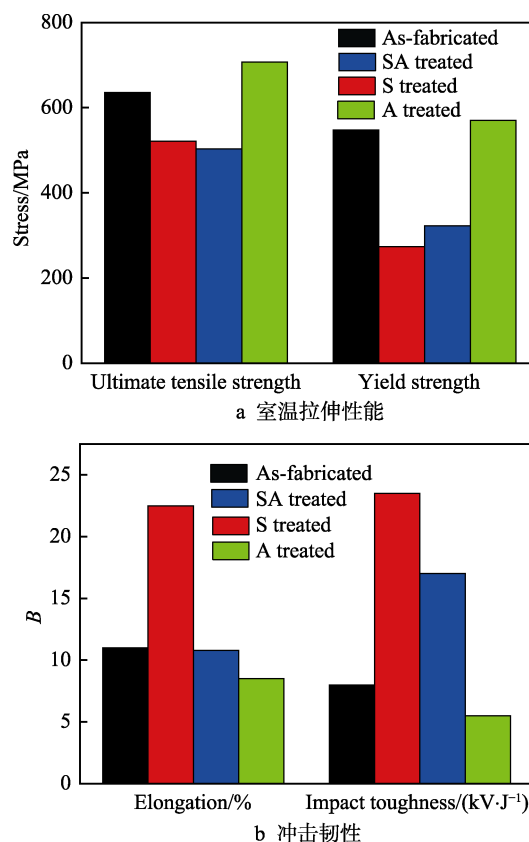 800
600
400
200
0
Stress/MPa
As-fabricated
SA treated
S treated
A treated
Ultimate tensile strength
Yield strength
a 室温拉伸性能
25
20
15
10
5
0
B
As-fabricated
SA treated
S treated
A treated
Elongation/%
Impact toughness/(kV·J⁻¹)
b 冲击韧性